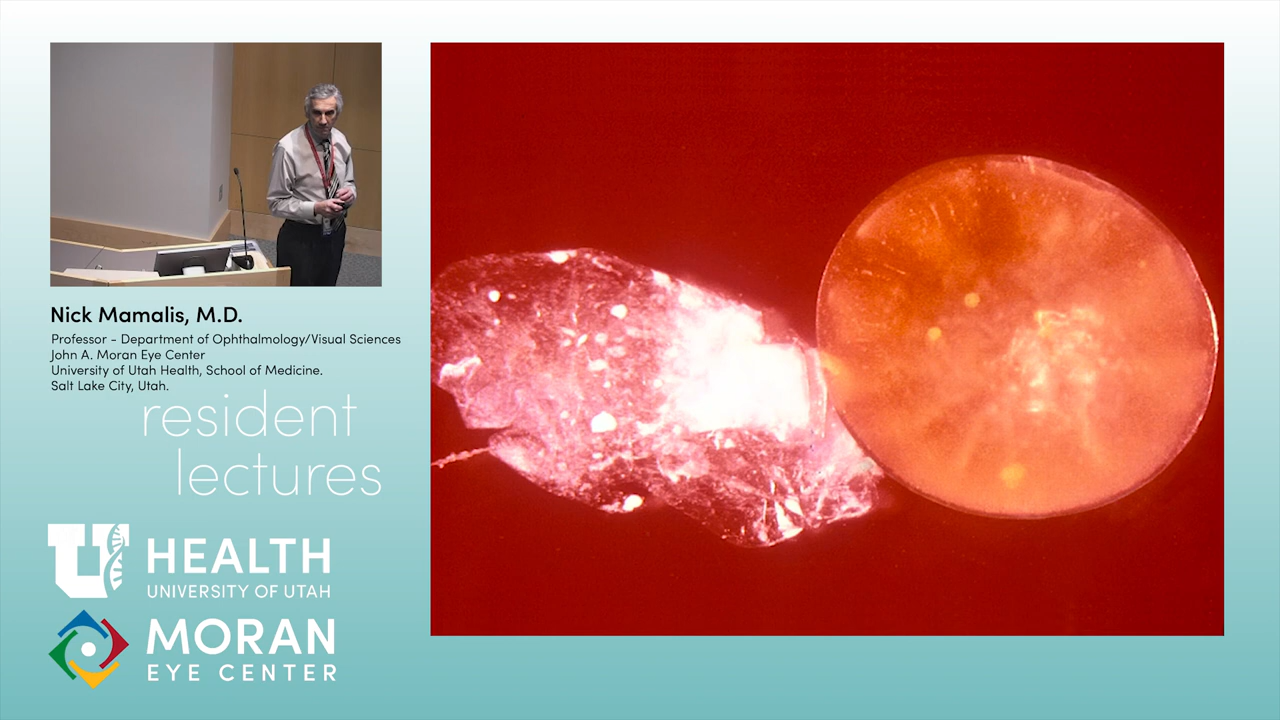 Nick Mamalis, M.D.
Professor - Department of Ophthalmology/Visual Sciences
John A. Moran Eye Center
University of Utah Health, School of Medicine.
Salt Lake City, Utah.
resident
lectures
U HEALTH
UNIVERSITY OF UTAH
MORAN
EYE CENTER